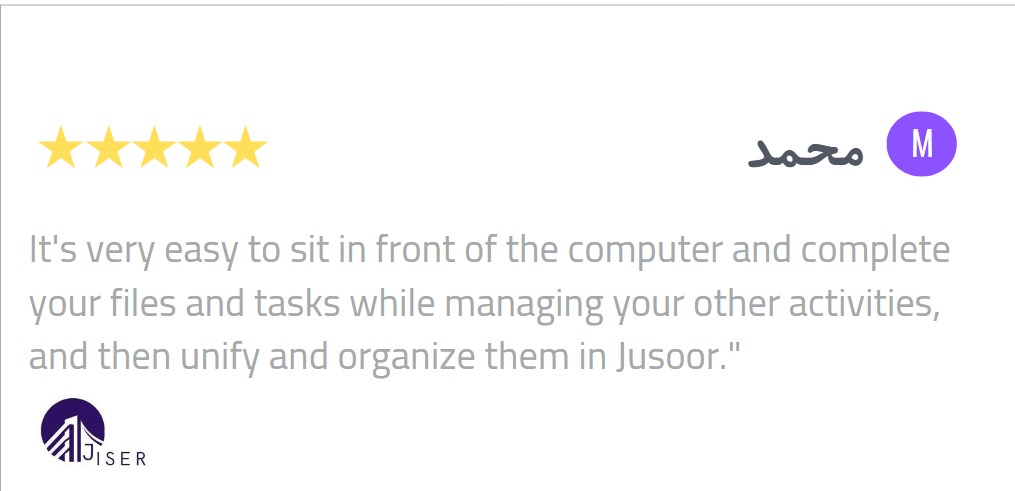 محمد
M
It's very easy to sit in front of the computer and complete
your files and tasks while managing your other activities,
and then unify and organize them in Jusoor."
JISER